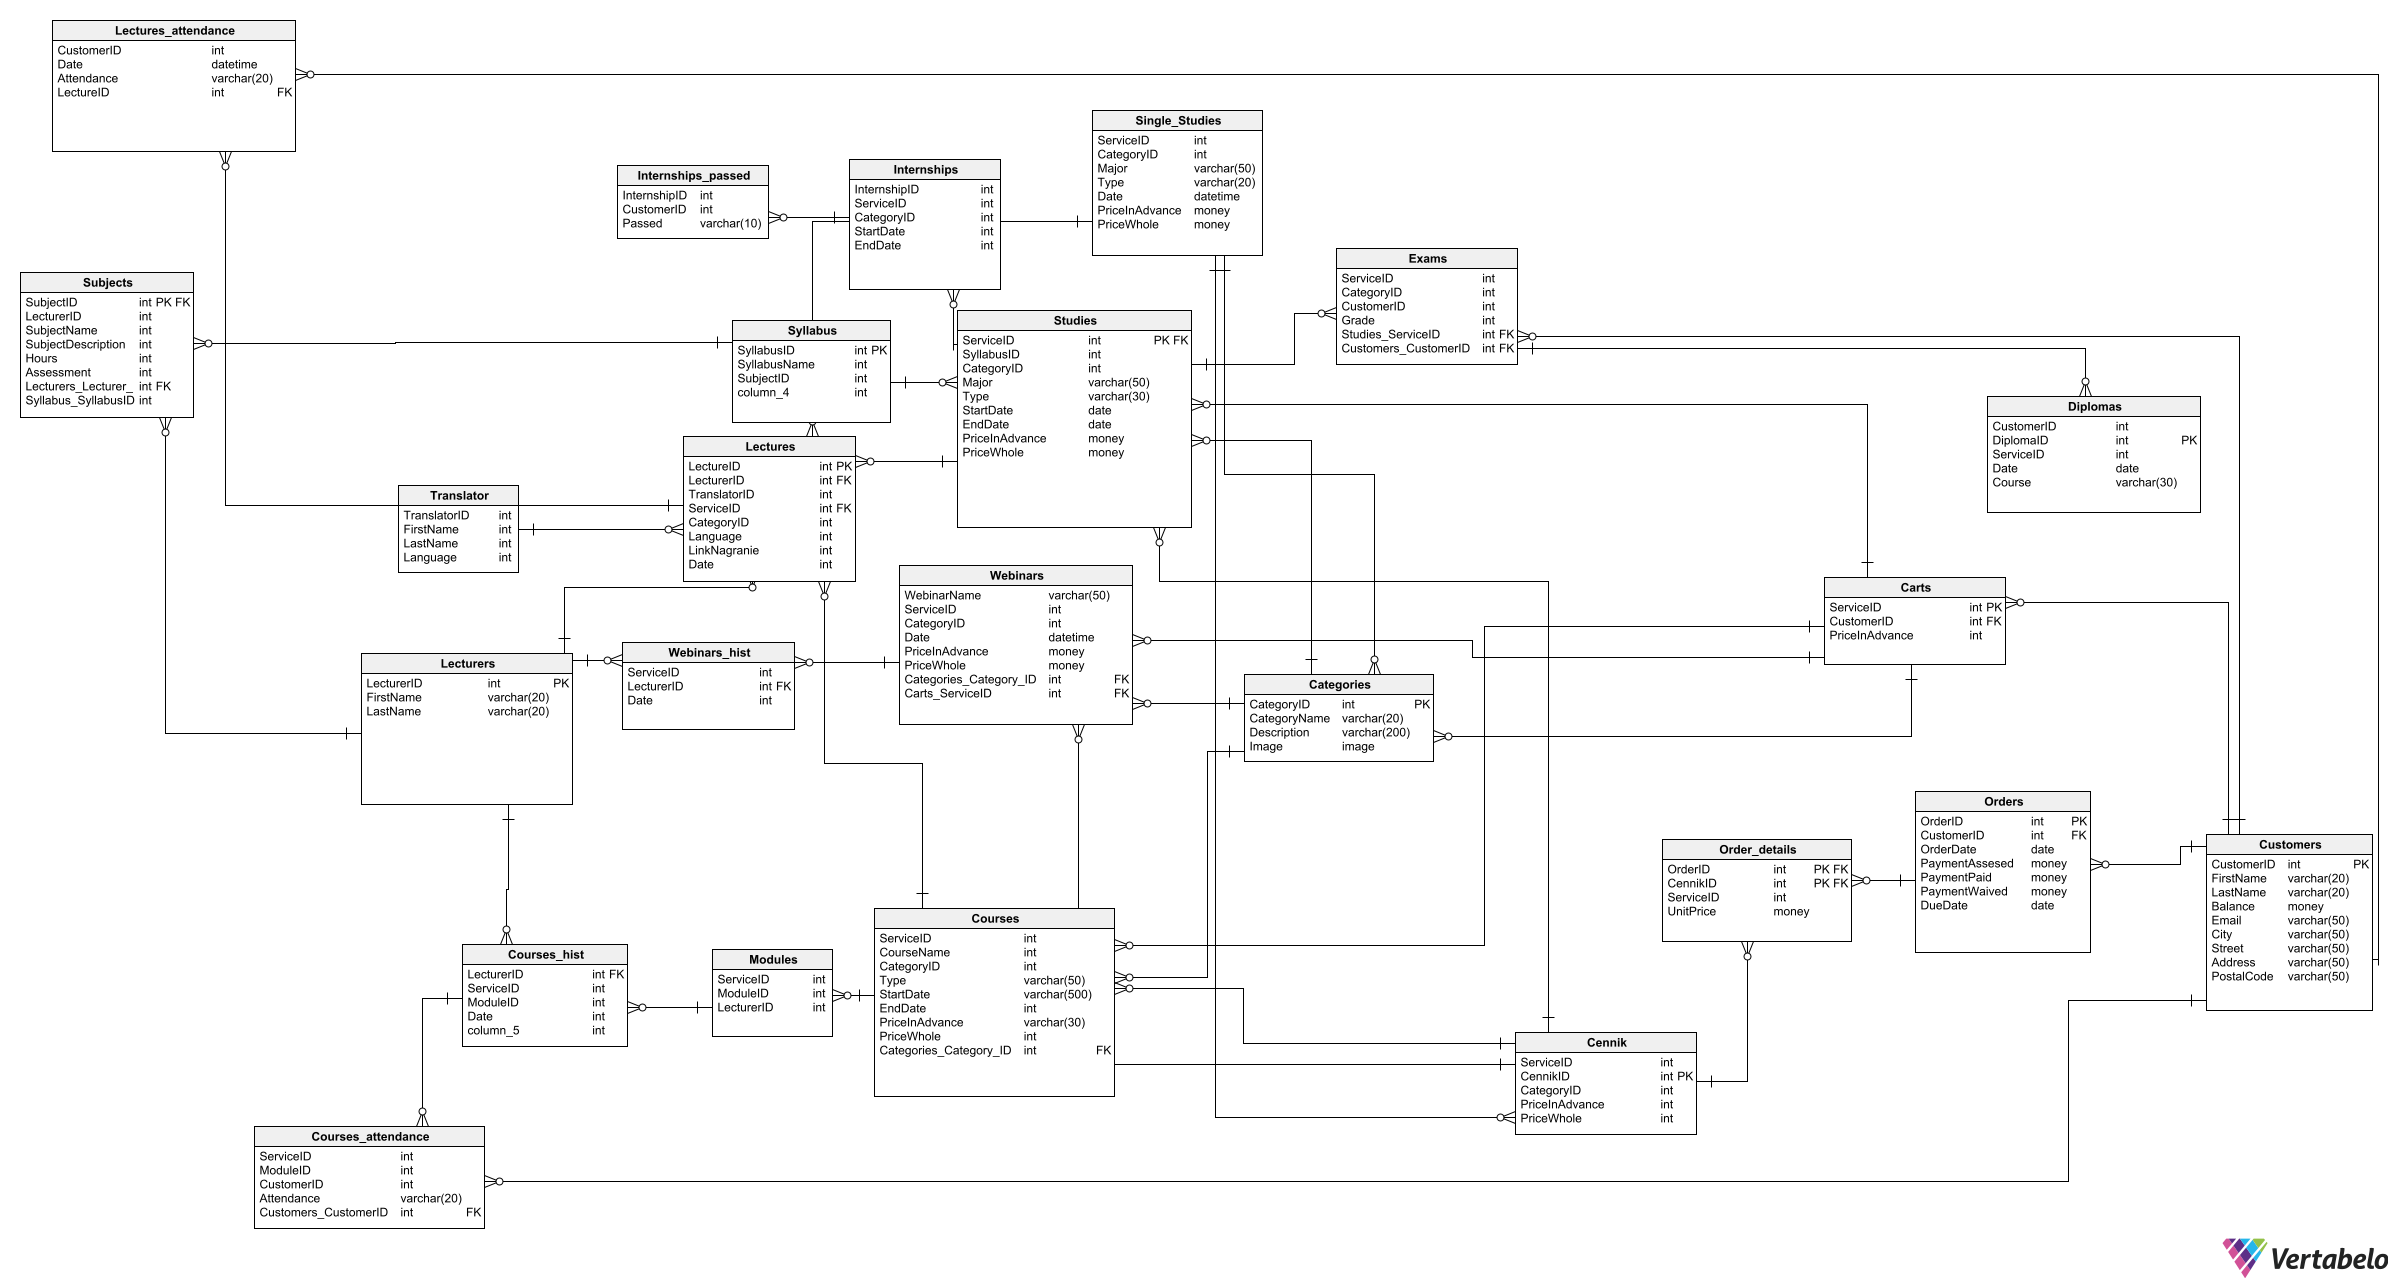 Lectures_attendance
CustomerID int
Date datetime
Attendance varchar(20)
LectureID int FK
Single_Studies
ServiceID int
CategoryID int
Major varchar(50)
Type varchar(20)
Date datetime
PriceInAdvance money
PriceWhole money
Internships_passed
InternshipID int
CustomerID int
Passed varchar(10)
Internships
InternshipID int
ServiceID int
CategoryID int
StartDate int
EndDate int
Exams
ServiceID int
CategoryID int
CustomerID int
Grade int
Studies_ServiceID int FK
Customers_CustomerID int FK
Subjects
SubjectID int PK FK
LecturerID int
SubjectName int
SubjectDescription int
Hours int
Assessment int
Lecturers_Lecturer_ int FK
Syllabus_SyllabusID int
Syllabus
SyllabusID int PK
SyllabusName int
SubjectID int
column_4 int
Studies
ServiceID int PK FK
SyllabusID int
CategoryID int
Major varchar(50)
Type varchar(30)
StartDate date
EndDate date
PriceInAdvance money
PriceWhole money
Diplomas
CustomerID int
DiplomaID int PK
ServiceID int
Date date
Course varchar(30)
Lectures
LectureID int PK
LecturerID int FK
TranslatorID int
ServiceID int FK
CategoryID int
Language int
LinkNagranie int
Date int
Translator
TranslatorID int
FirstName int
LastName int
Language int
Webinars
WebinarName varchar(50)
ServiceID int
CategoryID int
Date datetime
PriceInAdvance money
PriceWhole money
Categories_Category_ID int FK
Carts_ServiceID int FK
Carts
ServiceID int PK
CustomerID int FK
PriceInAdvance int
Lecturers
LecturerID int PK
FirstName varchar(20)
LastName varchar(20)
Webinars_hist
ServiceID int
LecturerID int FK
Date int
Categories
CategoryID int PK
CategoryName varchar(20)
Description varchar(200)
Image image
Orders
OrderID int PK
CustomerID int FK
OrderDate date
PaymentAssesed money
PaymentPaid money
PaymentWaived money
DueDate date
Order_details
OrderID int PK FK
CennikID int PK FK
ServiceID int
UnitPrice money
Customers
CustomerID int PK
FirstName varchar(20)
LastName varchar(20)
Balance money
Email varchar(50)
City varchar(50)
Street varchar(50)
Address varchar(50)
PostalCode varchar(50)
Courses_hist
LecturerID int FK
ServiceID int
ModuleID int
Date int
column_5 int
Modules
ServiceID int
ModuleID int
LecturerID int
Courses
ServiceID int
CourseName int
CategoryID int
Type varchar(50)
StartDate varchar(500)
EndDate int
PriceInAdvance varchar(30)
PriceWhole int
Categories_Category_ID int FK
Cennik
ServiceID int
CennikID int PK
CategoryID int
PriceInAdvance int
PriceWhole int
Courses_attendance
ServiceID int
ModuleID int
CustomerID int
Attendance varchar(20)
Customers_CustomerID int FK
Vertabelo